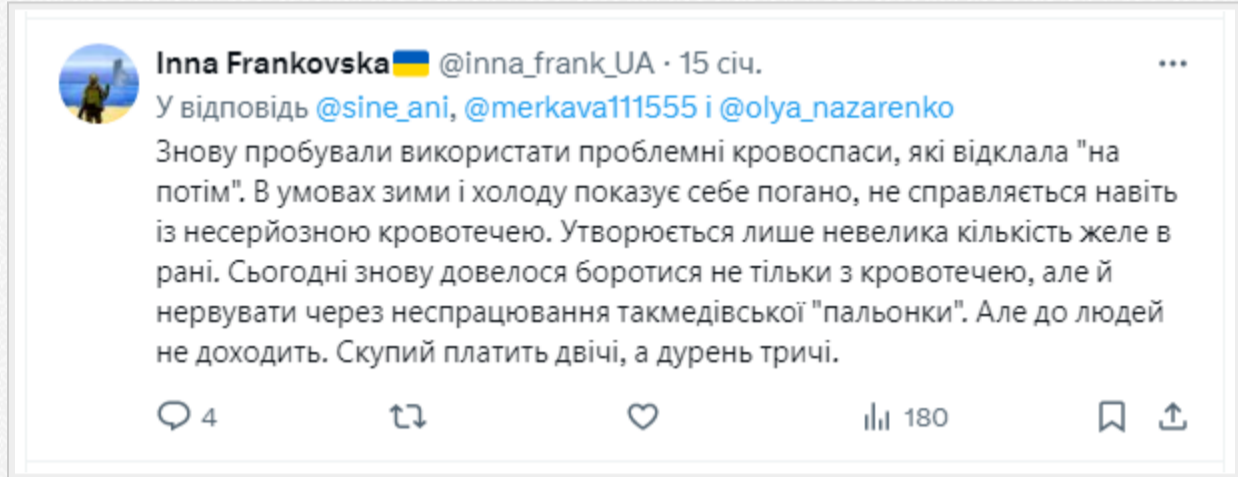 Inna Frankovska🇺🇦 @inna_frank_UA · 15 січ.
У відповідь @sine_ani, @merkava111555 і @olya_nazarenko
Знову пробували використати проблемні кровоспаси, які відклала "на
потім". В умовах зими і холоду показує себе погано, не справляється навіть
із несерйозною кровотечею. Утворюється лише невелика кількість желе в
рані. Сьогодні знову довелося боротися не тільки з кровотечею, але й
нервувати через неспрацювання такмедівської "пальонки". Але до людей
не доходить. Скупий платить двічі, а дурень тричі.
4 180